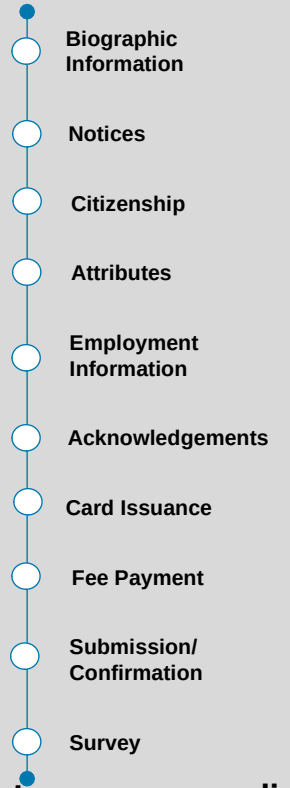 Biographic
Information
Notices
Citizenship
Attributes
Employment
Information
Acknowledgements
Card Issuance
Fee Payment
Submission/
Confirmation
Survey